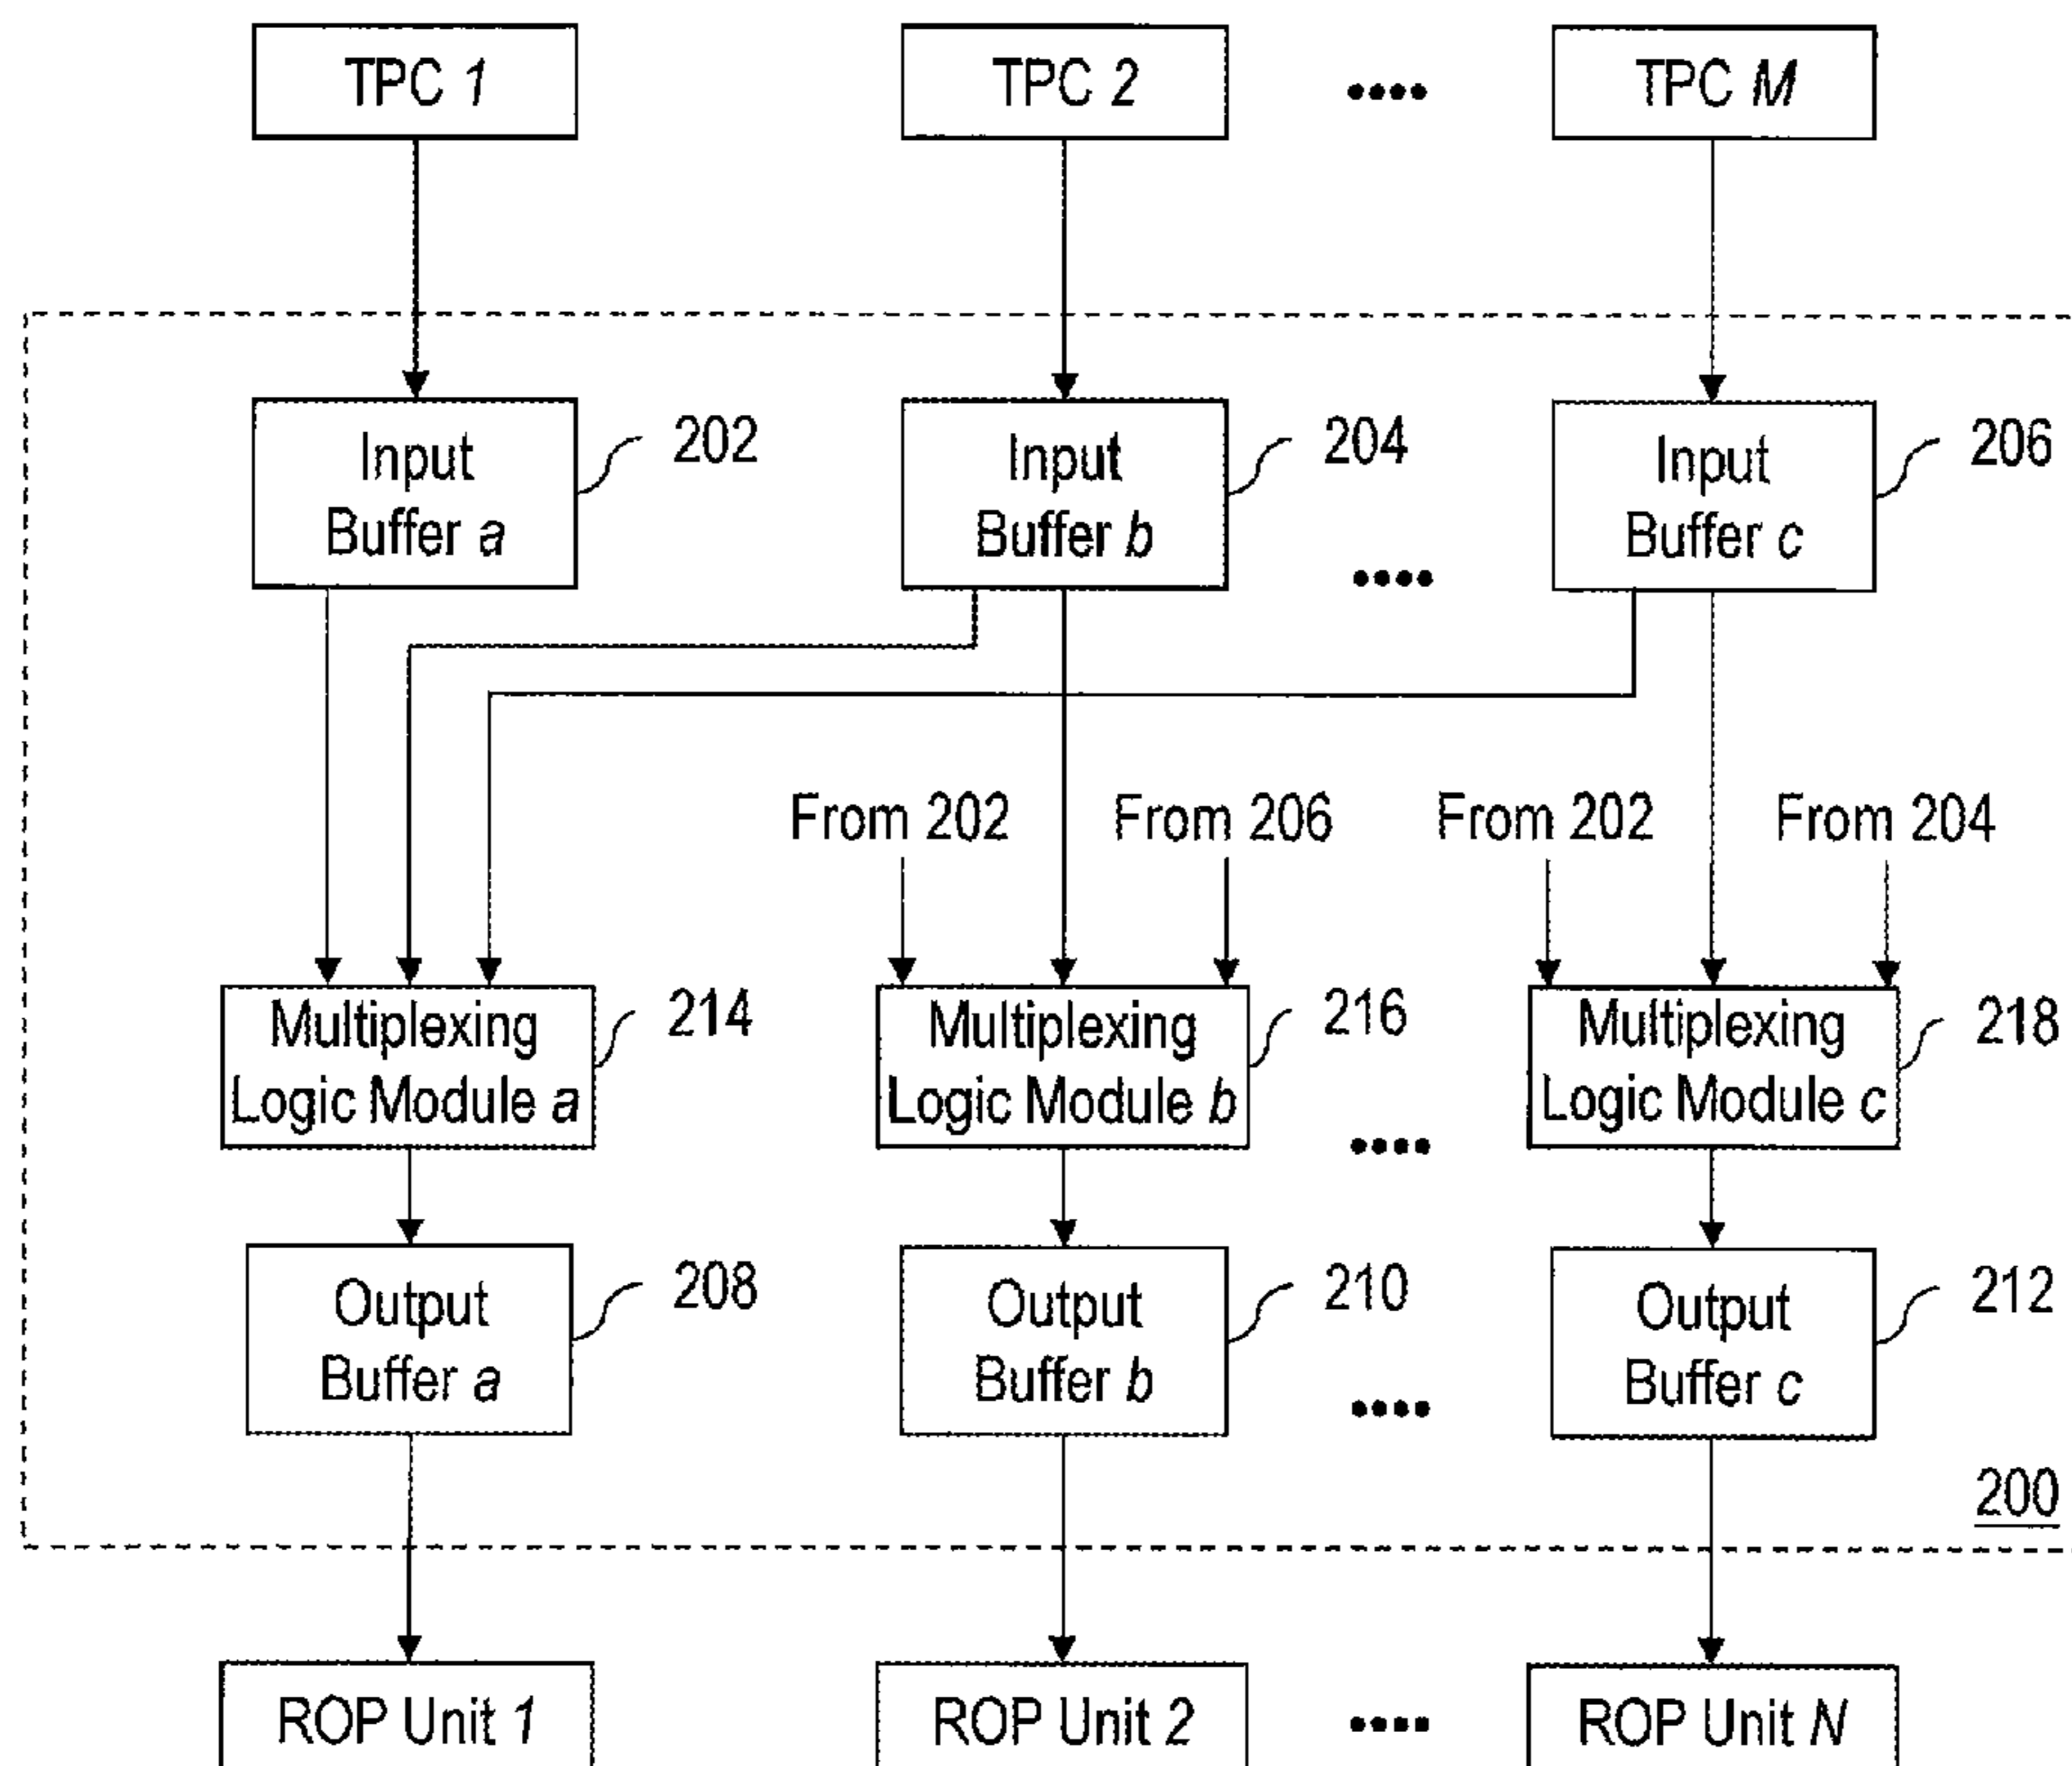 TPC 1
TPC 2
••••
TPC M
Input
Buffer a
202
Input
Buffer b
204
••••
Input
Buffer c
206
From 202
From 206
From 202
From 204
Multiplexing
Logic Module a
214
Multiplexing
Logic Module b
216
••••
Multiplexing
Logic Module c
218
Output
Buffer a
208
Output
Buffer b
210
••••
Output
Buffer c
212
200
ROP Unit 1
ROP Unit 2
••••
ROP Unit N